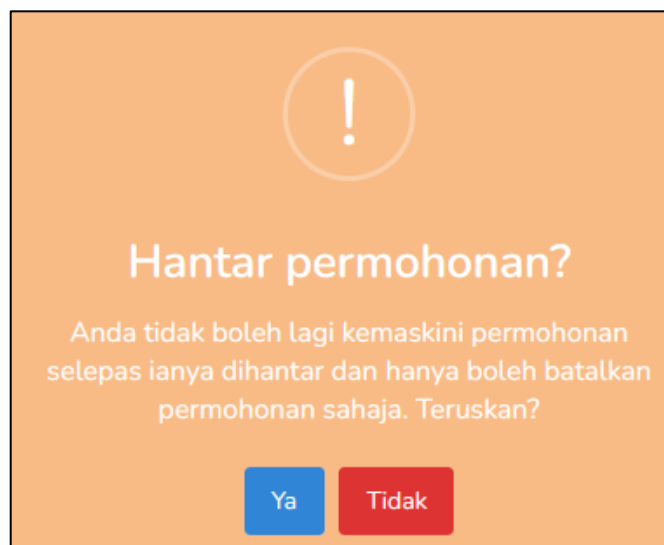 !
Hantar permohonan?
Anda tidak boleh lagi kemaskini permohonan
selepas ianya dihantar dan hanya boleh batalkan
permohonan sahaja. Teruskan?
Ya
Tidak